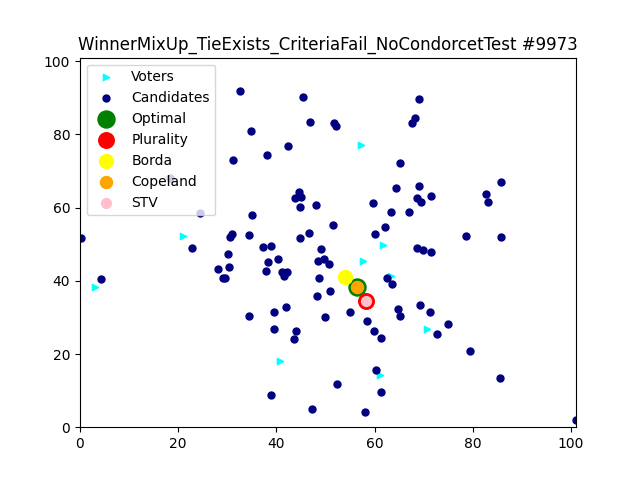 WinnerMixUp_TieExists_CriteriaFail_NoCondorcetTest #9973
100
80
60
40
20
0
Voters
Candidates
Optimal
Plurality
Borda
Copeland
STV
0 20 40 60 80 100